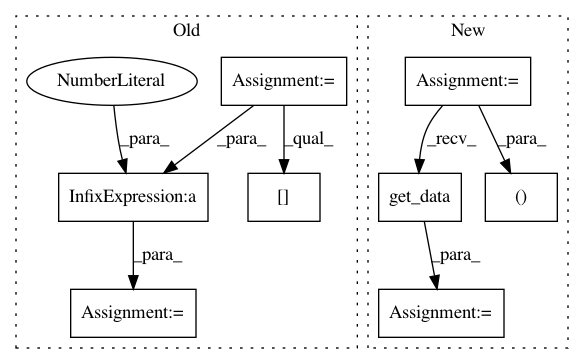 Old
New
NumberLiteral
Assignment:=
Assignment:=
_para_
_para_
_qual_
_recv_
_para_
InfixExpression:a
[]
get_data
()
_para_
_para_
Assignment:=
Assignment:=